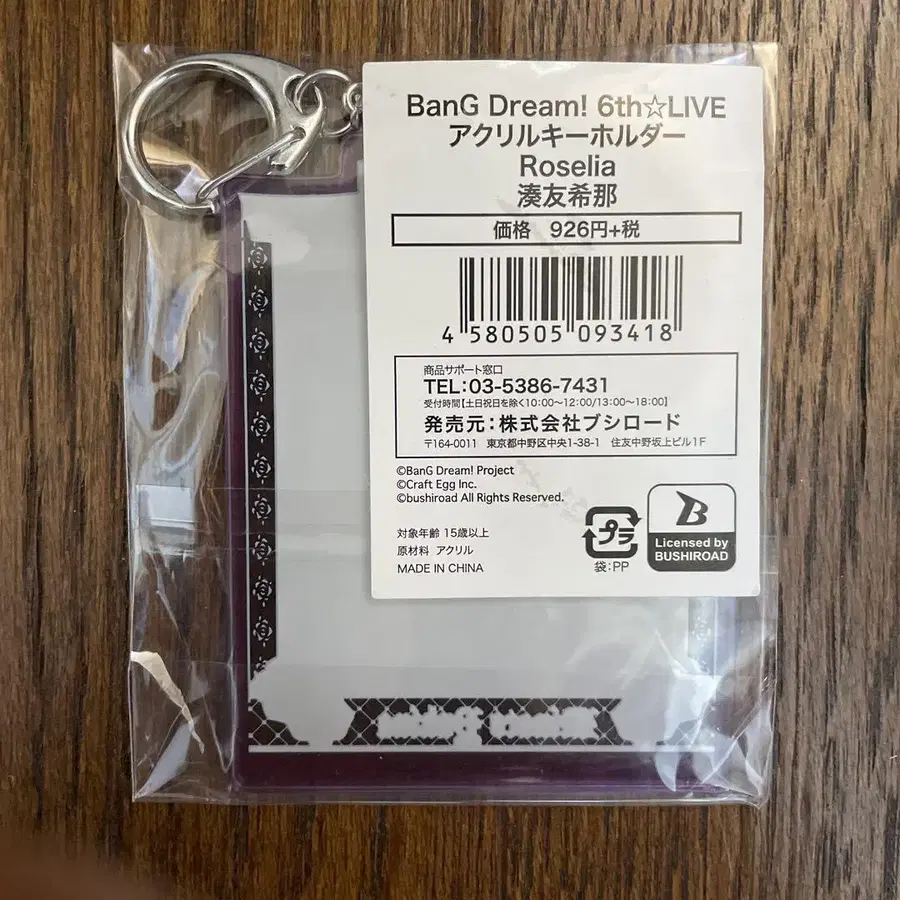 BanG Dream! 6th☆LIVE
アクリルキーホルダー
Roselia
湊友希那
価格 926円+税
4 580505 093418
商品サポート窓口
TEL:03-5386-7431
受付時間【土日祝日を除く10:00~12:00/13:00~18:00】
発売元:株式会社ブシロード
〒164-0011 東京都中野区中央1-38-1 住友中野坂上ビル1F
©BanG Dream! Project
©Craft Egg Inc.
©bushiroad All Rights Reserved.
対象年齢 15歳以上
原材料 アクリル
MADE IN CHINA
プラ
袋:PP
B
Licensed by
BUSHIROAD